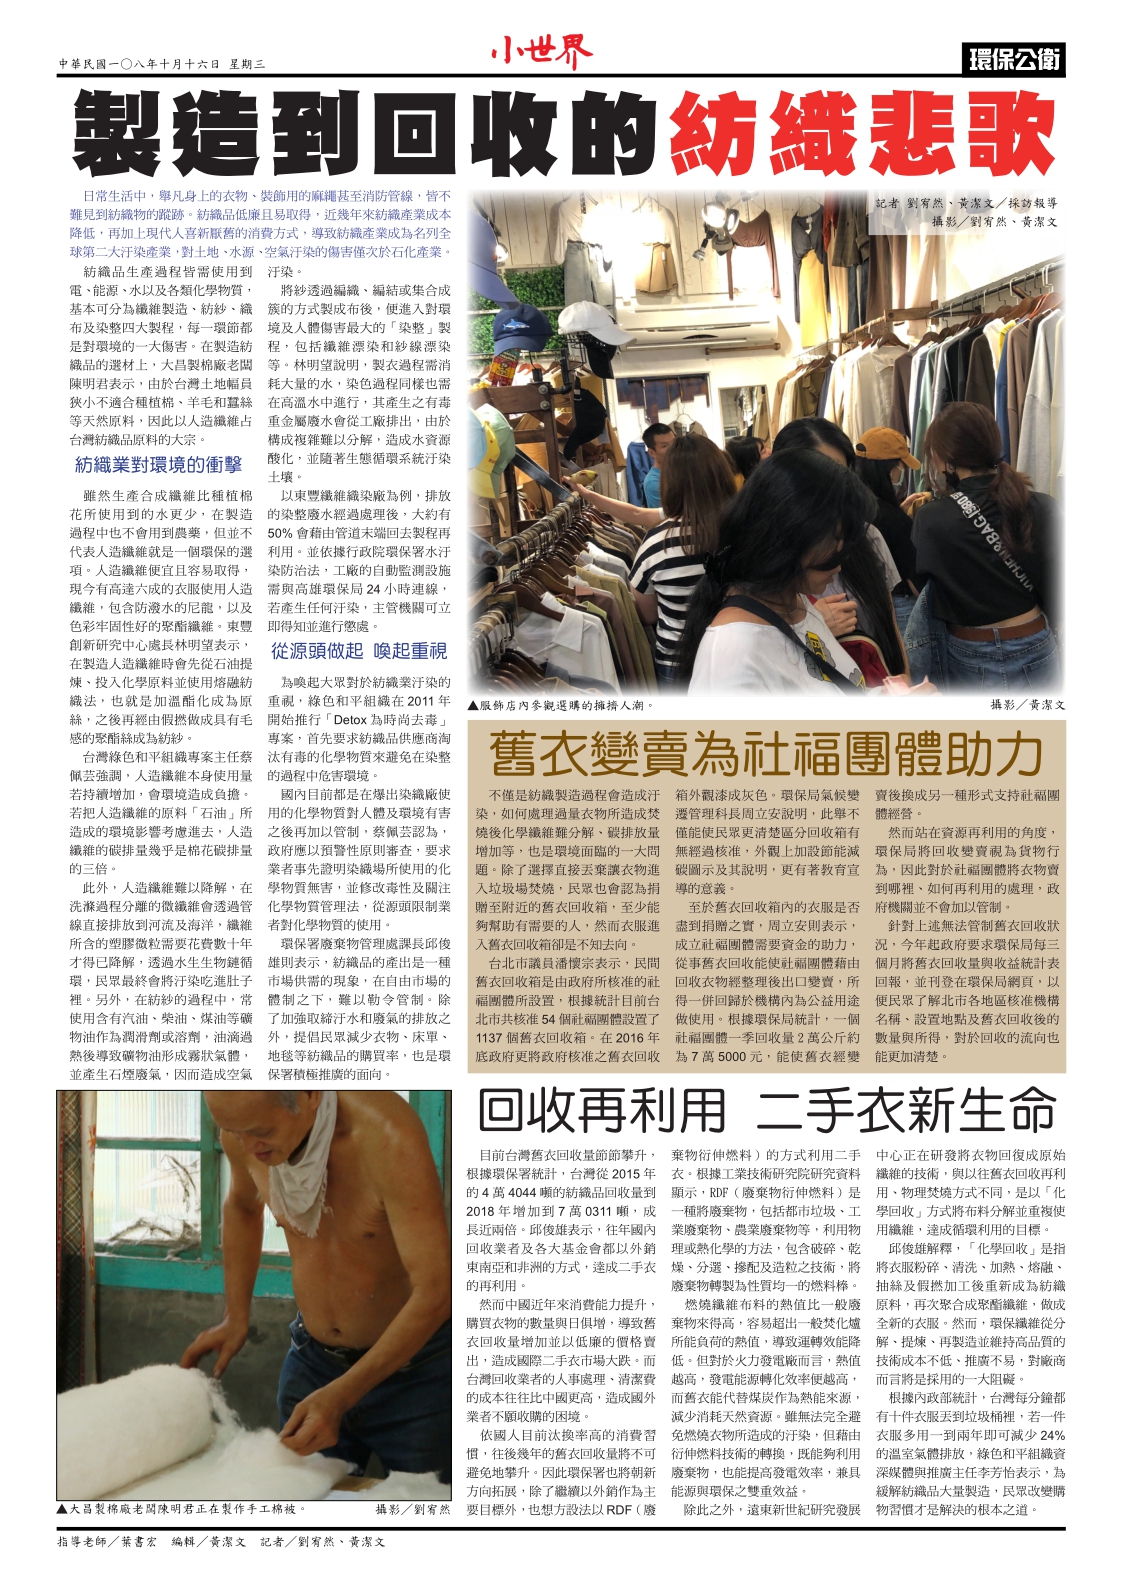 中華民國一〇八年十月十六日 星期三
小世界
環保公衛
製造到回收的紡織悲歌
日常生活中，舉凡身上的衣物、裝飾用的麻繩甚至消防管線，皆不
難見到紡織物的蹤跡。紡織品低廉且易取得，近幾年來紡織產業成本
降低，再加上現代人喜新厭舊的消費方式，導致紡織產業成為名列全
球第二大汙染產業，對土地、水源、空氣汙染的傷害僅次於石化產業。
紡織品生產過程皆需使用到
電、能源、水以及各類化學物質，
基本可分為纖維製造、紡紗、織
布及染整四大製程，每一環節都
是對環境的一大傷害。在製造紡
織品的選材上，大昌製棉廠老闆
陳明君表示，由於台灣土地幅員
狹小不適合種植棉、羊毛和蠶絲
等天然原料，因此以人造纖維占
台灣紡織品原料的大宗。
紡織業對環境的衝擊
雖然生產合成纖維比種植棉
花所使用到的水更少，在製造
過程中也不會用到農藥，但並不
代表人造纖維就是一個環保的選
項。人造纖維便宜且容易取得，
現今有高達六成的衣服使用人造
纖維，包含防潑水的尼龍，以及
色彩牢固性好的聚酯纖維。東豐
創新研究中心處長林明望表示，
在製造人造纖維時會先從石油提
煉、投入化學原料並使用熔融紡
織法，也就是加溫酯化成為原
絲，之後再經由假撚做成具有毛
感的聚酯絲成為紡紗。
台灣綠色和平組織專案主任蔡
佩芸強調，人造纖維本身使用量
若持續增加，會環境造成負擔。
若把人造纖維的原料「石油」所
造成的環境影響考慮進去，人造
纖維的碳排量幾乎是棉花碳排量
的三倍。
此外，人造纖維難以降解，在
洗滌過程分離的微纖維會透過管
線直接排放到河流及海洋，纖維
所含的塑膠微粒需要花費數十年
才得已降解，透過水生生物鏈循
環，民眾最終會將汙染吃進肚子
裡。另外，在紡紗的過程中，常
使用含有汽油、柴油、煤油等礦
物油作為潤滑劑或溶劑，油滴過
熱後導致礦物油形成霧狀氣體，
並產生石煙廢氣，因而造成空氣
汙染。
將紗透過編織、編結或集合成
簇的方式製成布後，便進入對環
境及人體傷害最大的「染整」製
程，包括纖維漂染和紗線漂染
等。林明望說明，製衣過程需消
耗大量的水，染色過程同樣也需
在高溫水中進行，其產生之有毒
重金屬廢水會從工廠排出，由於
構成複雜難以分解，造成水資源
酸化，並隨著生態循環系統汙染
土壤。
以東豐纖維織染廠為例，排放
的染整廢水經過處理後，大約有
50% 會藉由管道末端回去製程再
利用。並依據行政院環保署水汙
染防治法，工廠的自動監測設施
需與高雄環保局 24 小時連線，
若產生任何汙染，主管機關可立
即得知並進行懲處。
從源頭做起 喚起重視
為喚起大眾對於紡織業汙染的
重視，綠色和平組織在 2011 年
開始推行「Detox 為時尚去毒」
專案，首先要求紡織品供應商淘
汰有毒的化學物質來避免在染整
的過程中危害環境。
國內目前都是在爆出染織廠使
用的化學物質對人體及環境有害
之後再加以管制，蔡佩芸認為，
政府應以預警性原則審查，要求
業者事先證明染織場所使用的化
學物質無害，並修改毒性及關注
化學物質管理法，從源頭限制業
者對化學物質的使用。
環保署廢棄物管理處課長邱俊
雄則表示，紡織品的產出是一種
市場供需的現象，在自由市場的
體制之下，難以勒令管制。除
了加強取締汙水和廢氣的排放之
外，提倡民眾減少衣物、床單、
地毯等紡織品的購買率，也是環
保署積極推廣的面向。
記者 劉宥然、黃潔文／採訪報導
攝影／劉宥然、黃潔文
▲服飾店內參觀選購的擁擠人潮。
攝影／黃潔文
舊衣變賣為社福團體助力
不僅是紡織製造過程會造成汙
染，如何處理過量衣物所造成焚
燒後化學纖維難分解、碳排放量
增加等，也是環境面臨的一大問
題。除了選擇直接丟棄讓衣物進
入垃圾場焚燒，民眾也會認為捐
贈至附近的舊衣回收箱，至少能
夠幫助有需要的人，然而衣服進
入舊衣回收箱卻是不知去向。
台北市議員潘懷宗表示，民間
舊衣回收箱是由政府所核准的社
福團體所設置，根據統計目前台
北市共核准 54 個社福團體設置了
1137 個舊衣回收箱。在 2016 年
底政府更將政府核准之舊衣回收
箱外觀漆成灰色。環保局氣候變
遷管理科長周立安說明，此舉不
僅能使民眾更清楚區分回收箱有
無經過核准，外觀上加設節能減
碳圖示及其說明，更有著教育宣
導的意義。
至於舊衣回收箱內的衣服是否
盡到捐贈之實，周立安則表示，
成立社福團體需要資金的助力，
從事舊衣回收能使社福團體藉由
回收衣物經整理後出口變賣，所
得一併回歸於機構內為公益用途
做使用。根據環保局統計，一個
社福團體一季回收量 2 萬公斤約
為 7 萬 5000 元，能使舊衣經變
賣後換成另一種形式支持社福團
體經營。
然而站在資源再利用的角度，
環保局將回收變賣視為貨物行
為，因此對於社福團體將衣物賣
到哪裡、如何再利用的處理，政
府機關並不會加以管制。
針對上述無法管制舊衣回收狀
況，今年起政府要求環保局每三
個月將舊衣回收量與收益統計表
回報，並刊登在環保局網頁，以
便民眾了解北市各地區核准機構
名稱、設置地點及舊衣回收後的
數量與所得，對於回收的流向也
能更加清楚。
▲大昌製棉廠老闆陳明君正在製作手工棉被。
攝影／劉宥然
回收再利用 二手衣新生命
目前台灣舊衣回收量節節攀升，
根據環保署統計，台灣從 2015 年
的 4 萬 4044 噸的紡織品回收量到
2018 年增加到 7 萬 0311 噸，成
長近兩倍。邱俊雄表示，往年國內
回收業者及各大基金會都以外銷
東南亞和非洲的方式，達成二手衣
的再利用。
然而中國近年來消費能力提升，
購買衣物的數量與日俱增，導致舊
衣回收量增加並以低廉的價格賣
出，造成國際二手衣市場大跌。而
台灣回收業者的人事處理、清潔費
的成本往往比中國更高，造成國外
業者不願收購的困境。
依國人目前汰換率高的消費習
慣，往後幾年的舊衣回收量將不可
避免地攀升。因此環保署也將朝新
方向拓展，除了繼續以外銷作為主
要目標外，也想方設法以 RDF（廢
棄物衍伸燃料）的方式利用二手
衣。根據工業技術研究院研究資料
顯示，RDF（廢棄物衍伸燃料）是
一種將廢棄物，包括都市垃圾、工
業廢棄物、農業廢棄物等，利用物
理或熱化學的方法，包含破碎、乾
燥、分選、摻配及造粒之技術，將
廢棄物轉製為性質均一的燃料棒。
燃燒纖維布料的熱值比一般廢
棄物來得高，容易超出一般焚化爐
所能負荷的熱值，導致運轉效能降
低。但對於火力發電廠而言，熱值
越高，發電能源轉化效率便越高，
而舊衣能代替煤炭作為熱能來源，
減少消耗天然資源。雖無法完全避
免燃燒衣物所造成的汙染，但藉由
衍伸燃料技術的轉換，既能夠利用
廢棄物，也能提高發電效率，兼具
能源與環保之雙重效益。
除此之外，遠東新世紀研究發展
中心正在研發將衣物回復成原始
纖維的技術，與以往舊衣回收再利
用、物理焚燒方式不同，是以「化
學回收」方式將布料分解並重複使
用纖維，達成循環利用的目標。
邱俊雄解釋，「化學回收」是指
將衣服粉碎、清洗、加熱、熔融、
抽絲及假撚加工後重新成為紡織
原料，再次聚合成聚酯纖維，做成
全新的衣服。然而，環保纖維從分
解、提煉、再製造並維持高品質的
技術成本不低、推廣不易，對廠商
而言將是採用的一大阻礙。
根據內政部統計，台灣每分鐘都
有十件衣服丟到垃圾桶裡，若一件
衣服多用一到兩年即可減少 24%
的溫室氣體排放，綠色和平組織資
深媒體與推廣主任李芳怡表示，為
緩解紡織品大量製造，民眾改變購
物習慣才是解決的根本之道。
指導老師／葉書宏　編輯／黃潔文　記者／劉宥然、黃潔文